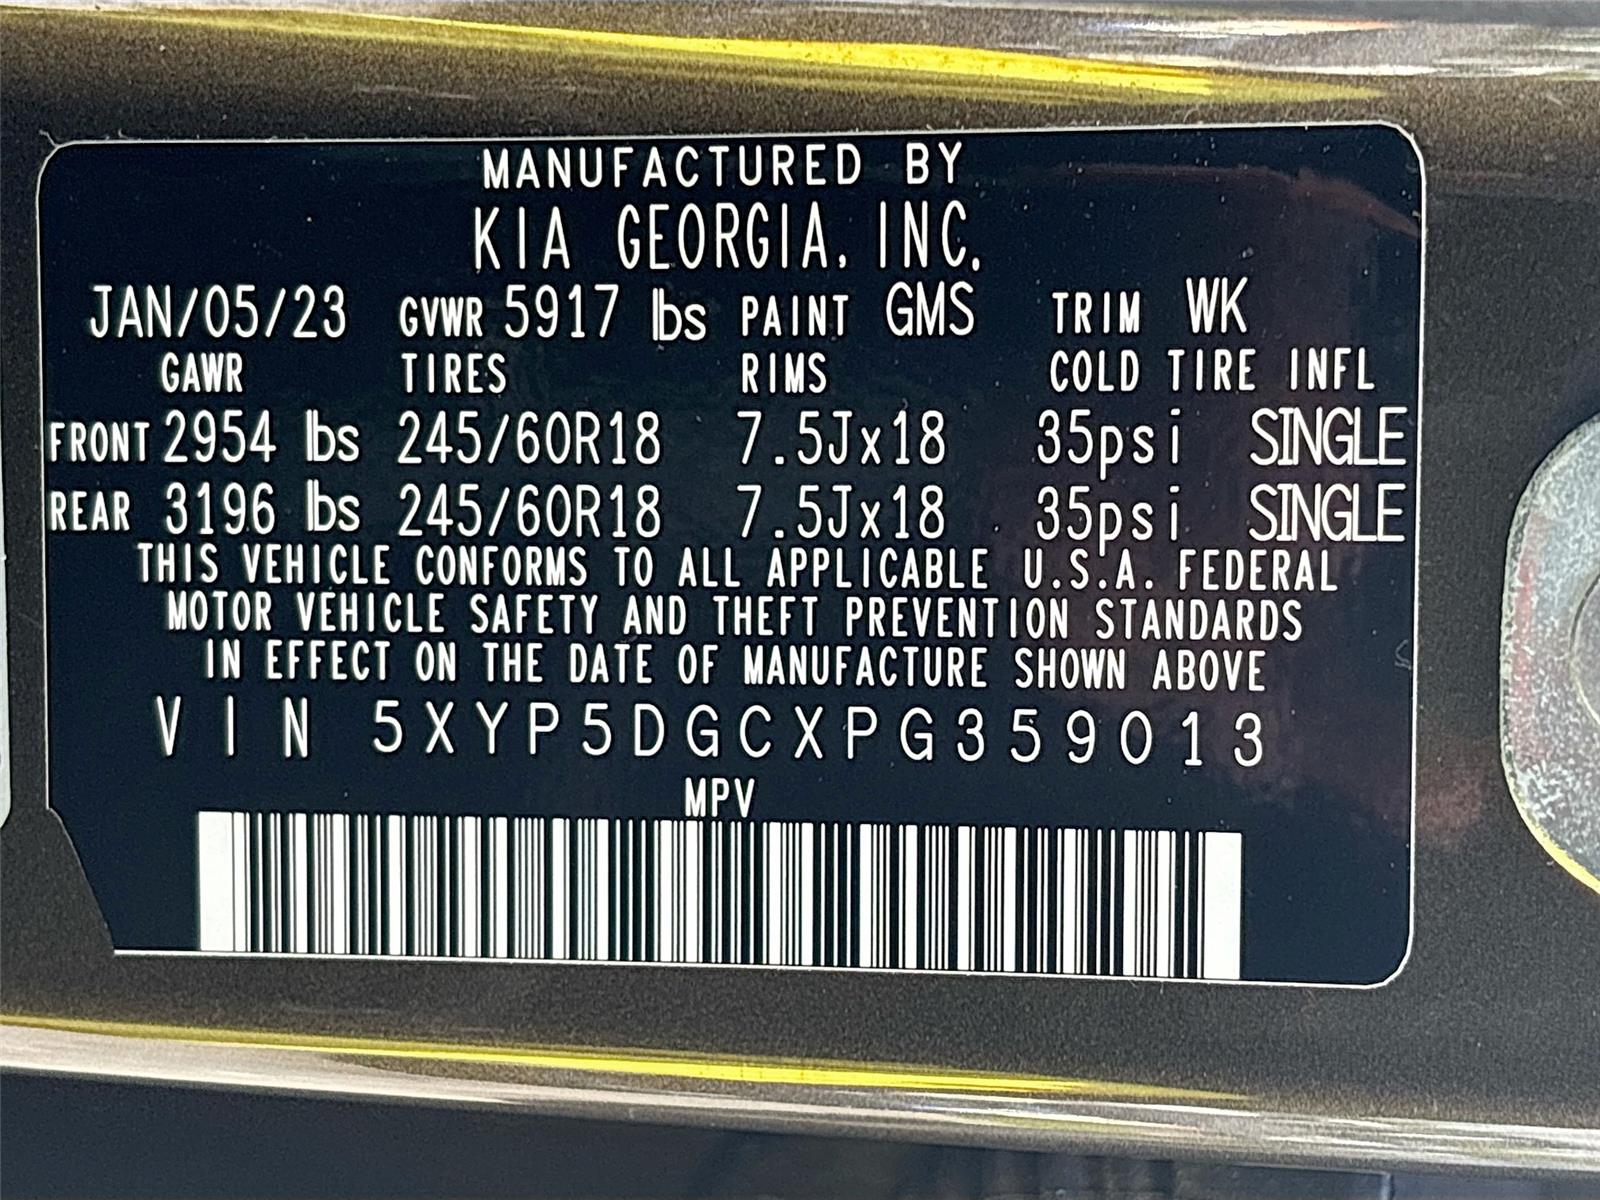 MANUFACTURED BY
KIA GEORGIA, INC.
JAN/05/23 GVWR 5917 lbs PAINT GMS TRIM WK
GAWR TIRES RIMS COLD TIRE INFL
FRONT 2954 lbs 245/60R18 7.5Jx18 35psi SINGLE
REAR 3196 lbs 245/60R18 7.5Jx18 35psi SINGLE
THIS VEHICLE CONFORMS TO ALL APPLICABLE U.S.A. FEDERAL
MOTOR VEHICLE SAFETY AND THEFT PREVENTION STANDARDS
IN EFFECT ON THE DATE OF MANUFACTURE SHOWN ABOVE
VIN 5XYP5DGCXPG359013
MPV